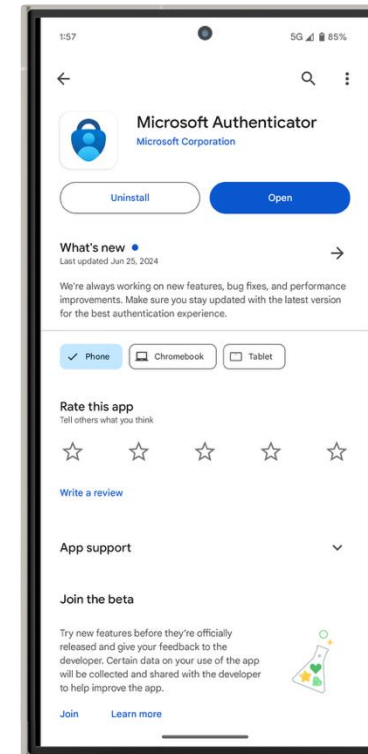 1:57
5G 85%
Microsoft Authenticator
Microsoft Corporation
Uninstall
Open
What's new
Last updated Jun 25, 2024
We're always working on new features, bug fixes, and performance
improvements. Make sure you stay updated with the latest version
for the best authentication experience.
Phone
Chromebook
Tablet
Rate this app
Tell others what you think
Write a review
App support
Join the beta
Try new features before they're officially
released and give your feedback to the
developer. Certain data on your use of the app
will be collected and shared with the developer
to help improve the app.
Join
Learn more